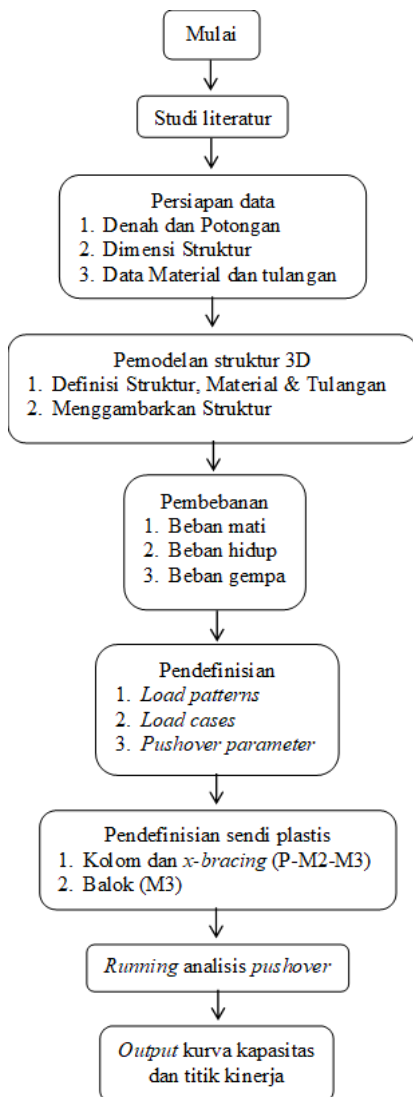 Mulai
Studi literatur
Persiapan data
1. Denah dan Potongan
2. Dimensi Struktur
3. Data Material dan tulangan
Pemodelan struktur 3D
1. Definisi Struktur, Material & Tulangan
2. Menggambarkan Struktur
Pembebanan
1. Beban mati
2. Beban hidup
3. Beban gempa
Pendefinisian
1. Load patterns
2. Load cases
3. Pushover parameter
Pendefinisian sendi plastis
1. Kolom dan x-bracing (P-M2-M3)
2. Balok (M3)
Running analisis pushover
Output kurva kapasitas
dan titik kinerja